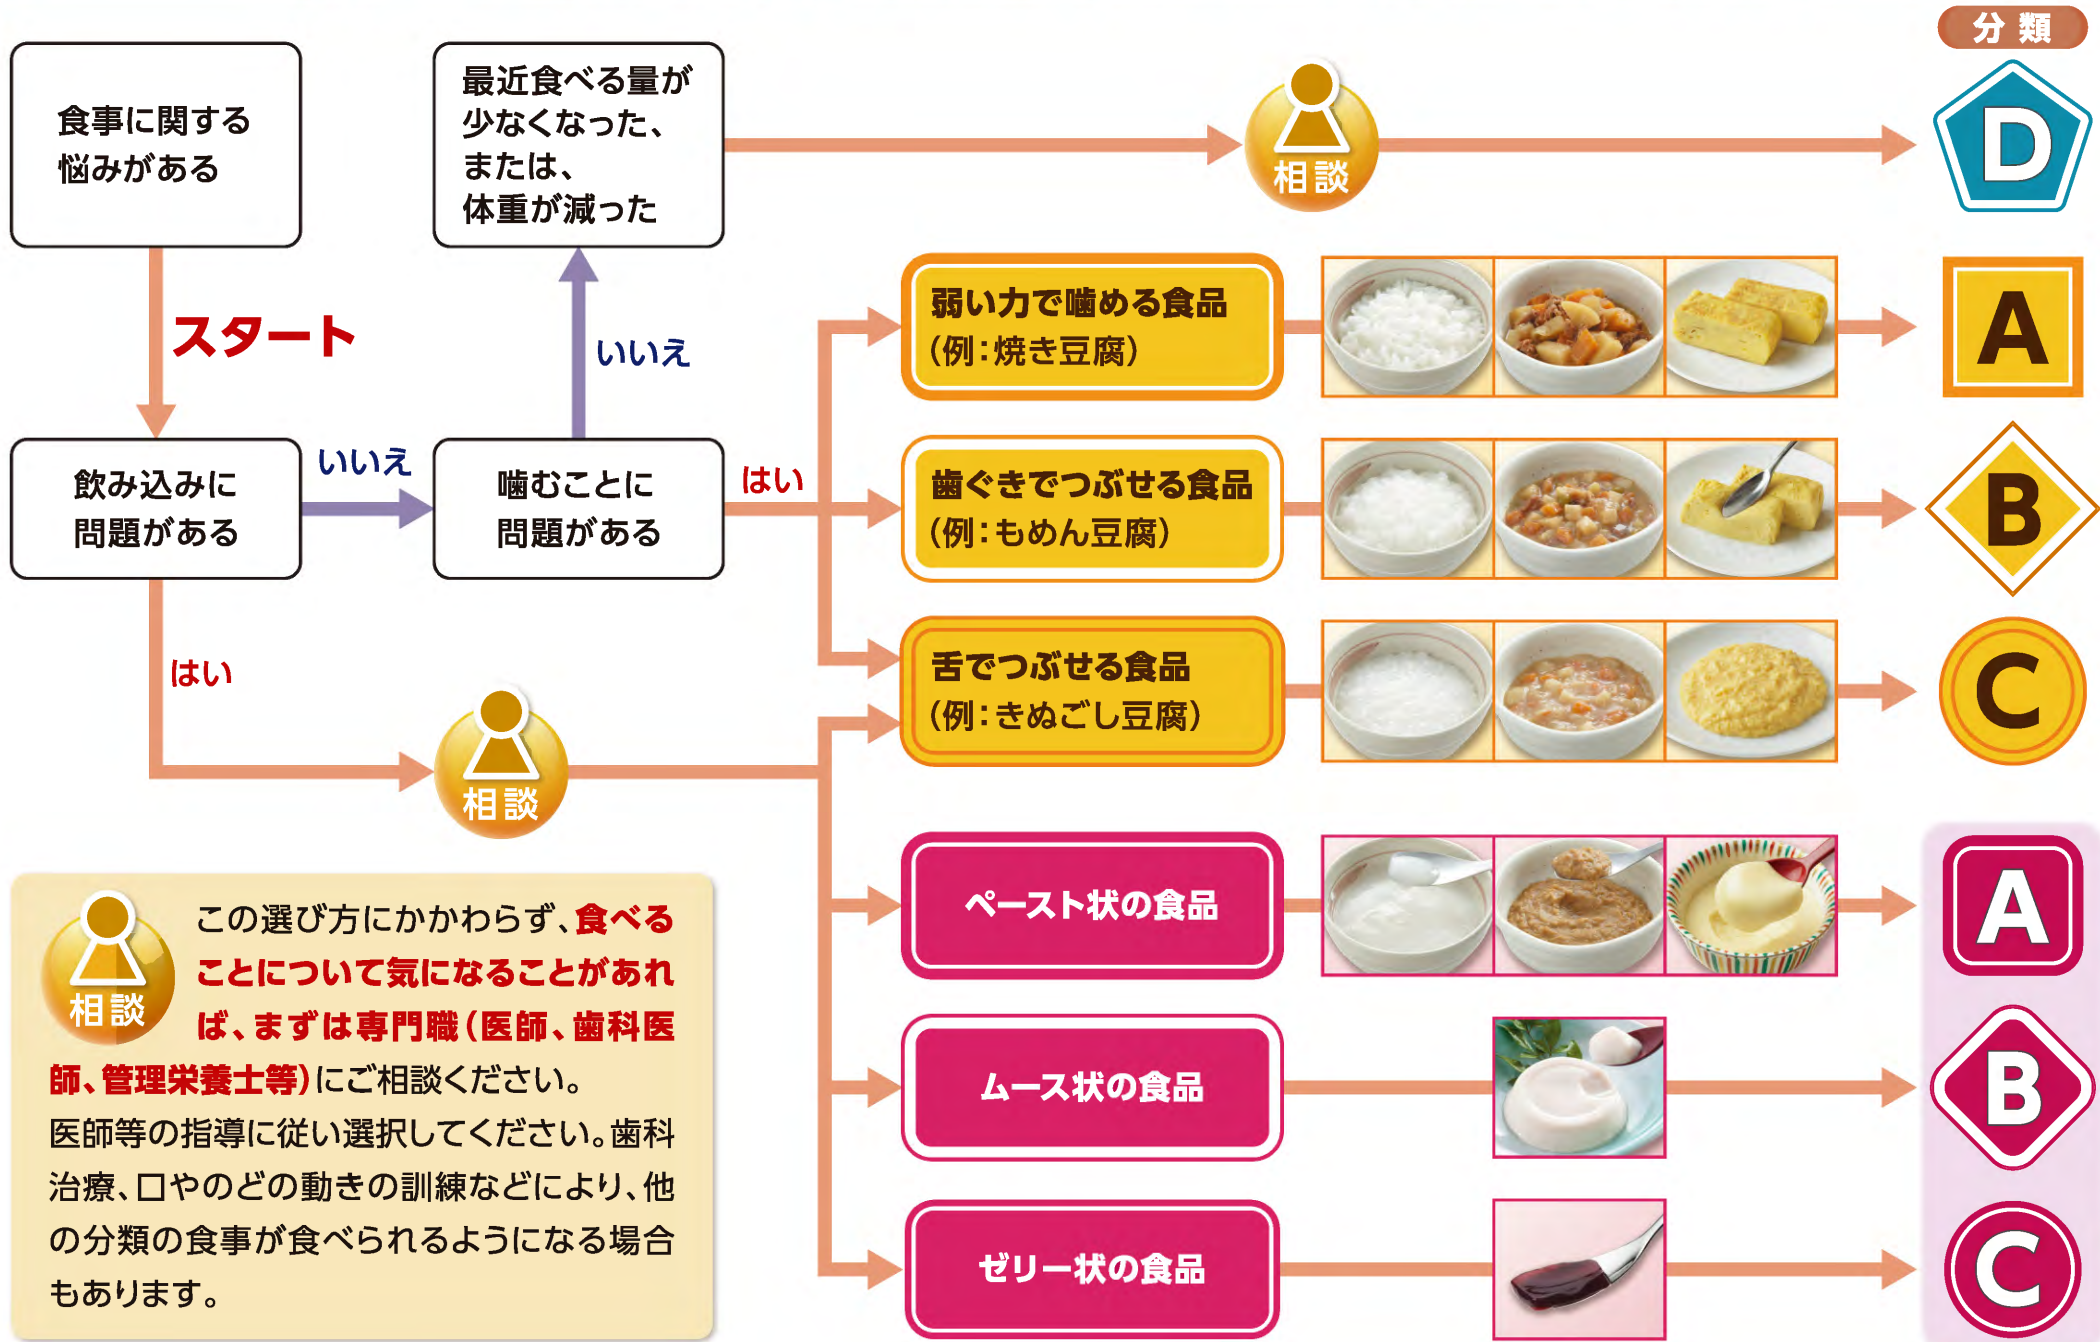 分類
食事に関する
悩みがある
最近食べる量が
少なくなった、
または、
体重が減った
相談
D
スタート
いいえ
弱い力で噛める食品
（例：焼き豆腐）
A
飲み込みに
問題がある
いいえ
噛むことに
問題がある
はい
歯ぐきでつぶせる食品
（例：もめん豆腐）
B
はい
舌でつぶせる食品
（例：きぬごし豆腐）
C
相談
ペースト状の食品
A
ムース状の食品
B
ゼリー状の食品
C
相談
この選び方にかかわらず、食べる
ことについて気になることがあれ
ば、まずは専門職（医師、歯科医
師、管理栄養士等）にご相談ください。
医師等の指導に従い選択してください。歯科
治療、口やのどの動きの訓練などにより、他
の分類の食事が食べられるようになる場合
もあります。